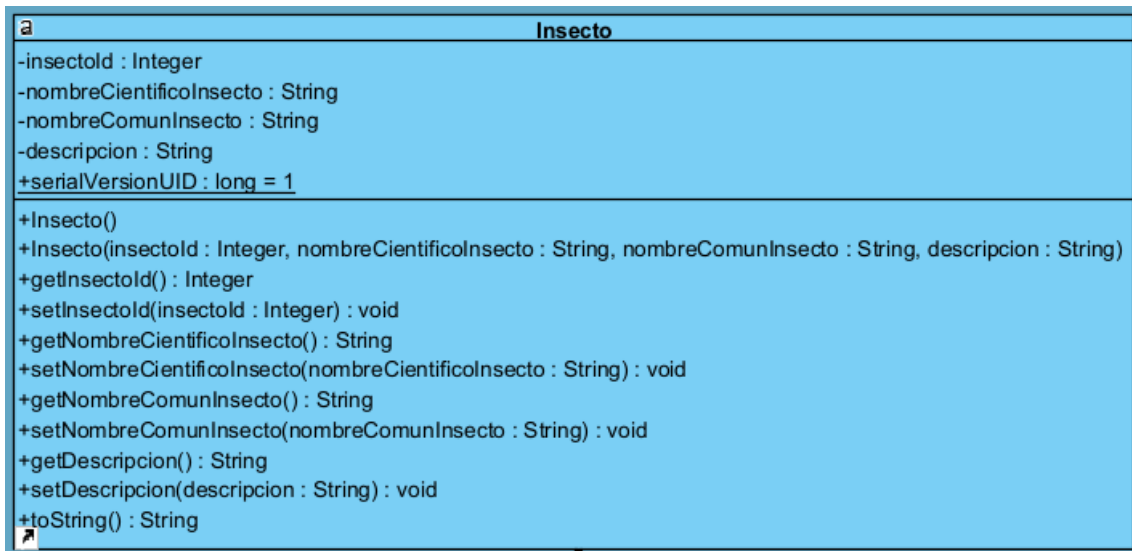 a
Insecto
-insectoId : Integer
-nombreCientificoInsecto : String
-nombreComunInsecto : String
-descripcion : String
+serialVersionUID : long = 1
+Insecto()
+Insecto(insectoId : Integer, nombreCientificoInsecto : String, nombreComunInsecto : String, descripcion : String)
+getInsectoId() : Integer
+setInsectoId(insectoId : Integer) : void
+getNombreCientificoInsecto() : String
+setNombreCientificoInsecto(nombreCientificoInsecto : String) : void
+getNombreComunInsecto() : String
+setNombreComunInsecto(nombreComunInsecto : String) : void
+getDescripcion() : String
+setDescripcion(descripcion : String) : void
+toString() : String